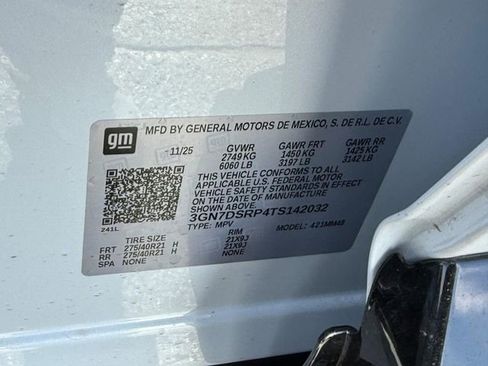 gm
MFD BY GENERAL MOTORS DE MEXICO, S. DE R.L. DE C.V.
11/25 GVWR GAWR FRT GAWR RR
2749 KG 1450 KG 1425 KG
6060 LB 3197 LB 3142 LB
THIS VEHICLE CONFORMS TO ALL
APPLICABLE U.S. FEDERAL MOTOR
VEHICLE SAFETY STANDARDS IN EFFECT
ON THE DATE OF MANUFACTURE SHOWN ABOVE.
3GN7DSRP4TS142032
TYPE: MPV MODEL: 421MM48
241L
TIRE SIZE RIM
FRT 275/40R21 H 21X9J
RR 275/40R21 H 21X9J
SPA NONE NONE